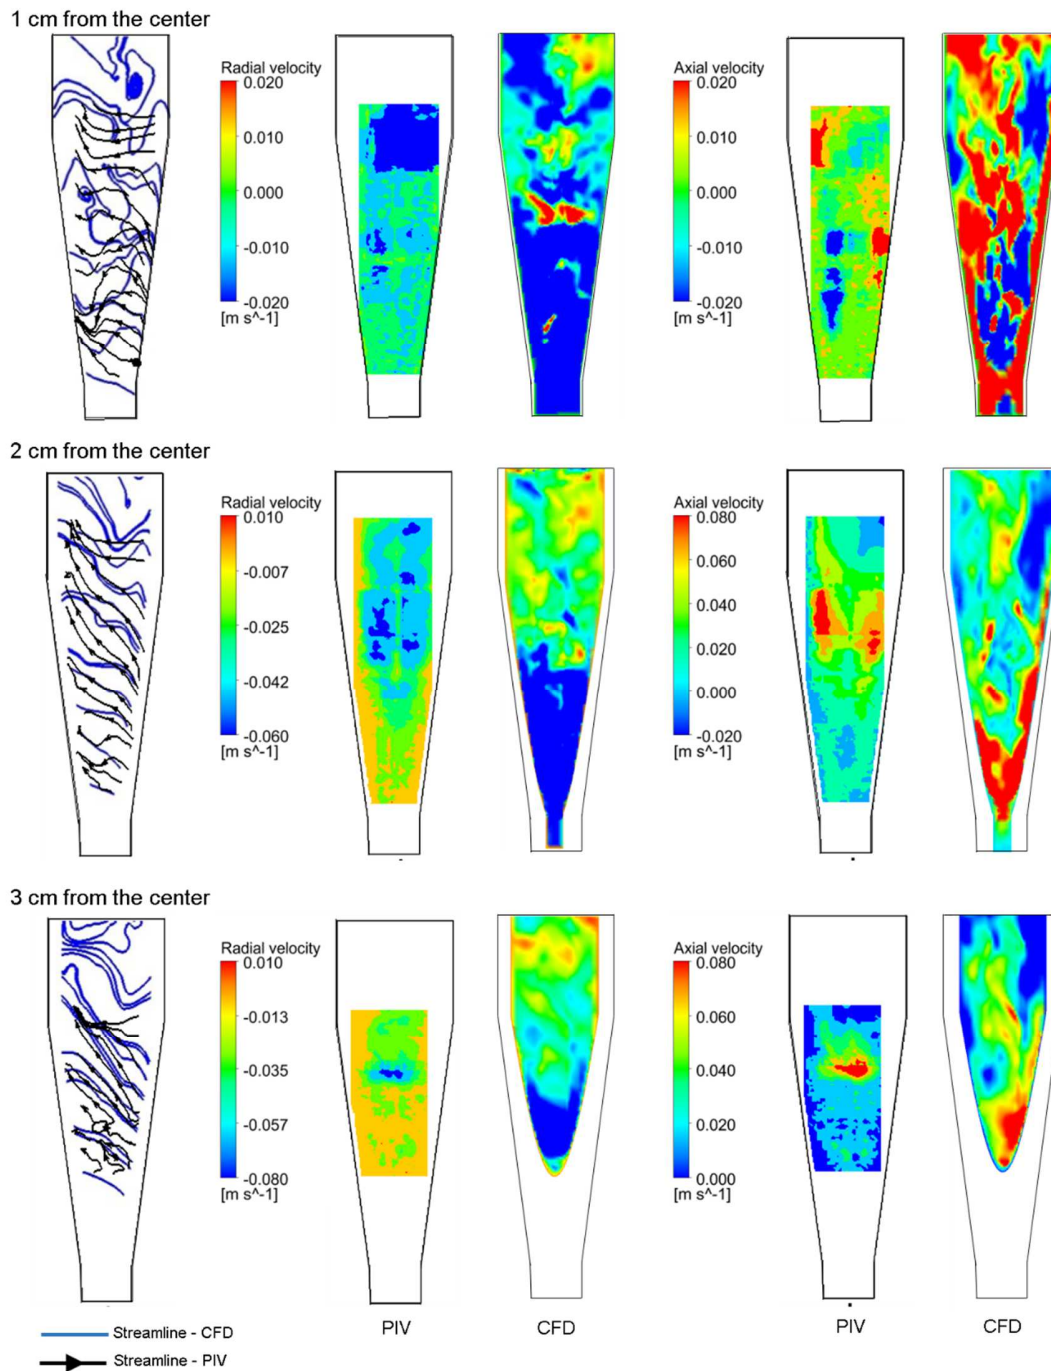 1 cm from the center
Radial velocity
0.020
0.010
0.000
-0.010
-0.020
[m s^-1]
Axial velocity
0.020
0.010
0.000
-0.010
-0.020
[m s^-1]
2 cm from the center
Radial velocity
0.010
-0.007
-0.025
-0.042
-0.060
[m s^-1]
Axial velocity
0.080
0.060
0.040
0.020
0.000
-0.020
[m s^-1]
3 cm from the center
Radial velocity
0.010
-0.013
-0.035
-0.057
-0.080
[m s^-1]
Axial velocity
0.080
0.060
0.040
0.020
0.000
[m s^-1]
PIV
CFD
PIV
CFD
Streamline - CFD
Streamline - PIV